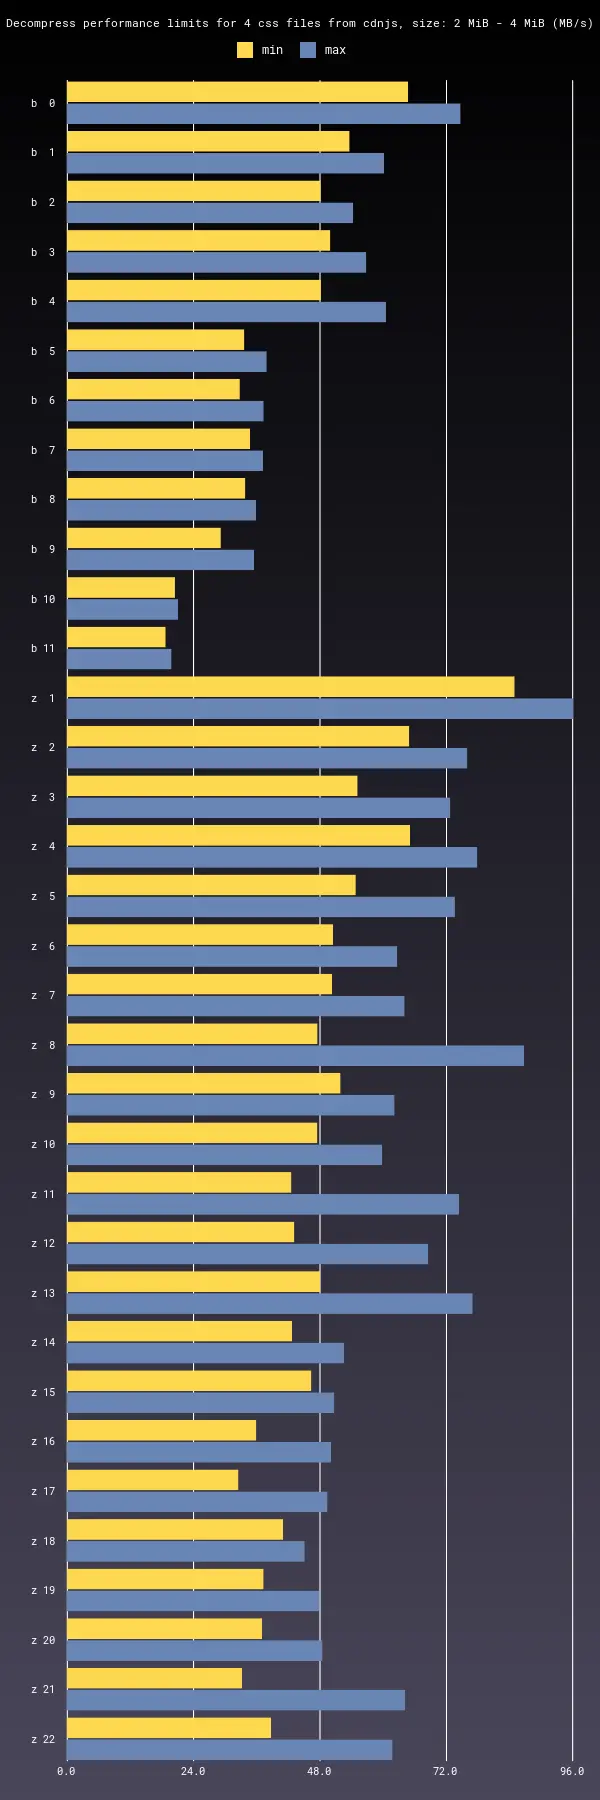 Decompress performance limits for 4 css files from cdnjs, size: 2 MiB - 4 MiB (MB/s)
min max
b 0
b 1
b 2
b 3
b 4
b 5
b 6
b 7
b 8
b 9
b 10
b 11
z 1
z 2
z 3
z 4
z 5
z 6
z 7
z 8
z 9
z 10
z 11
z 12
z 13
z 14
z 15
z 16
z 17
z 18
z 19
z 20
z 21
z 22
0.0 24.0 48.0 72.0 96.0